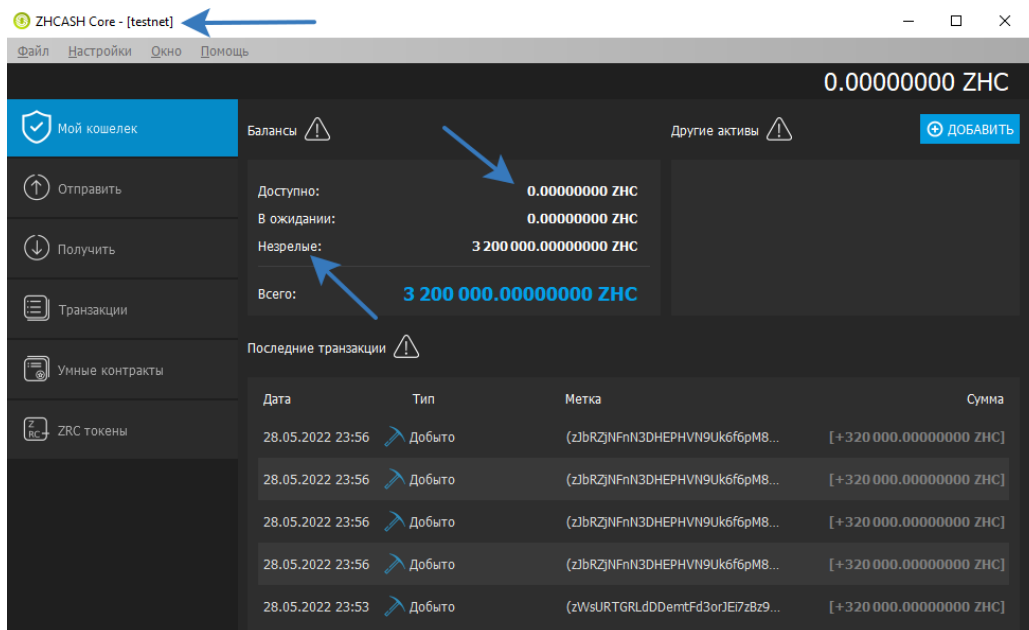 ZHCASH Core - [testnet]
Файл Настройки Окно Помощь
0.00000000 ZHC
Мой кошелек
Балансы
Другие активы
ДОБАВИТЬ
Отправить
Доступно: 0.00000000 ZHC
В ожидании: 0.00000000 ZHC
Получить
Незрелые: 3 200 000.00000000 ZHC
Всего: 3 200 000.00000000 ZHC
Транзакции
Последние транзакции
Умные контракты
Дата Тип Метка Сумма
ZRC токены
28.05.2022 23:56 Добыто (zJbRZjNFnN3DHEPHVN9Uk6f6pM8... [+320 000.00000000 ZHC]
28.05.2022 23:56 Добыто (zJbRZjNFnN3DHEPHVN9Uk6f6pM8... [+320 000.00000000 ZHC]
28.05.2022 23:56 Добыто (zJbRZjNFnN3DHEPHVN9Uk6f6pM8... [+320 000.00000000 ZHC]
28.05.2022 23:56 Добыто (zJbRZjNFnN3DHEPHVN9Uk6f6pM8... [+320 000.00000000 ZHC]
28.05.2022 23:53 Добыто (zWsURTGRLdDDemtFd3orJEi7zBz9... [+320 000.00000000 ZHC]